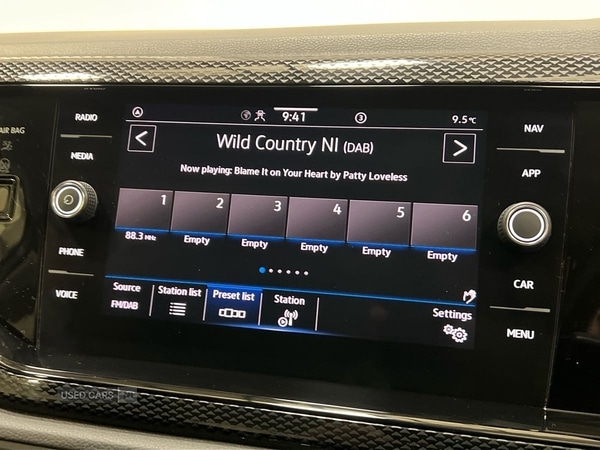 AIR BAG
RADIO
MEDIA
PHONE
VOICE
9:41
3
9.5°C
Wild Country NI (DAB)
Now playing: Blame It on Your Heart by Patty Loveless
1 2 3 4 5 6
88.3 MHz Empty Empty Empty Empty Empty
Source Station list Preset list Station Settings
FM/DAB
NAV
APP
CAR
MENU
USED CARS NI